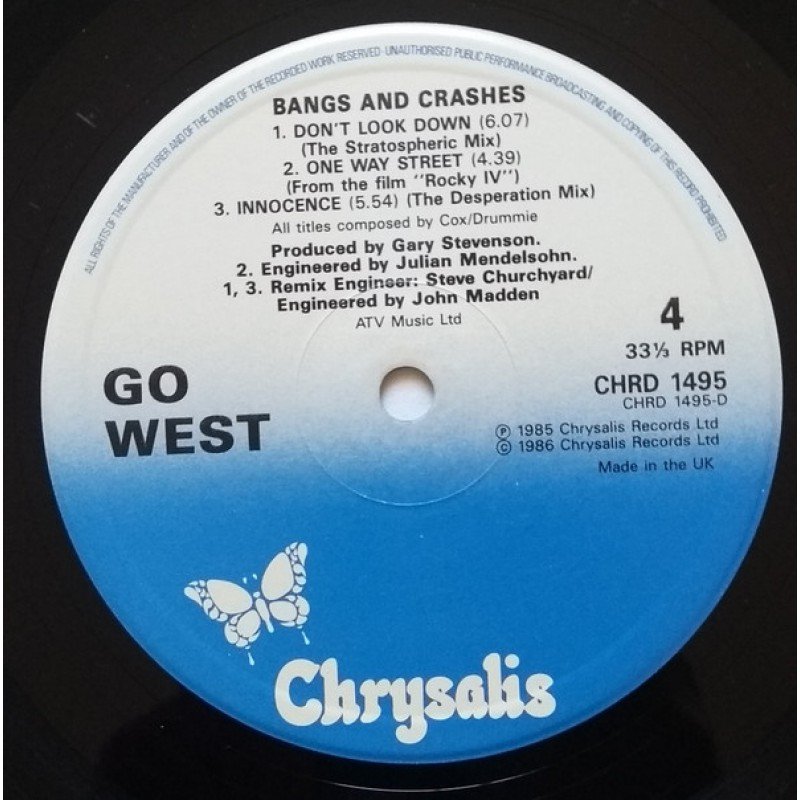 ALL RIGHTS OF THE MANUFACTURER AND OF THE OWNER OF THE RECORDED WORK RESERVED · UNAUTHORISED PUBLIC PERFORMANCE BROADCASTING AND COPYING OF THIS RECORD PROHIBITED
BANGS AND CRASHES
1. DON'T LOOK DOWN (6.07)
(The Stratospheric Mix)
2. ONE WAY STREET (4.39)
(From the film "Rocky IV")
3. INNOCENCE (5.54) (The Desperation Mix)
All titles composed by Cox/Drummie
Produced by Gary Stevenson.
2. Engineered by Julian Mendelsohn.
1, 3. Remix Engineer: Steve Churchyard/
Engineered by John Madden
ATV Music Ltd
4
33⅓ RPM
CHRD 1495
CHRD 1495-D
GO
WEST
℗ 1985 Chrysalis Records Ltd
© 1986 Chrysalis Records Ltd
Made in the UK
Chrysalis